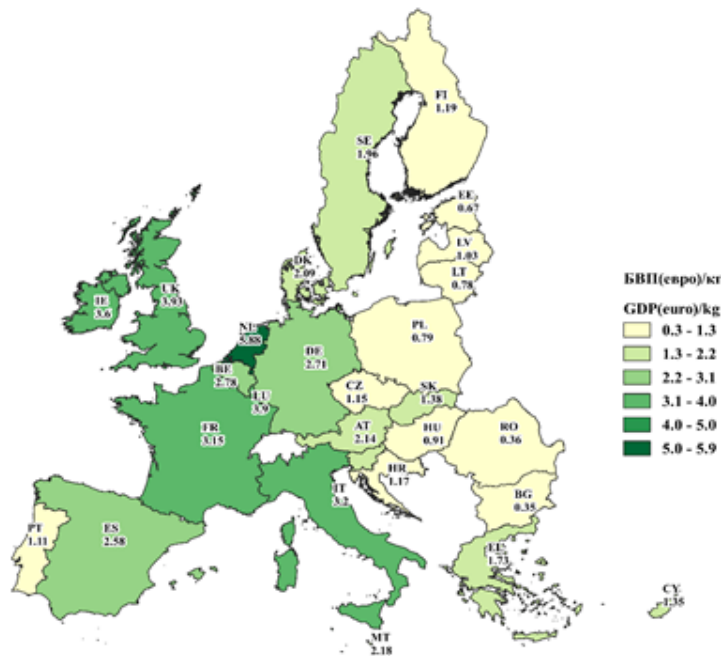 FI
1.19
SE
1.96
EE
0.67
LV
1.03
LT
0.78
DK
2.09
IE
3.6
UK
3.93
NL
5.88
BE
2.78
DE
2.71
LU
3.9
PL
0.79
CZ
1.15
SK
1.38
AT
2.14
HU
0.91
RO
0.36
FR
3.15
HR
1.17
IT
3.2
BG
0.35
PT
1.11
ES
2.58
EL
1.73
CY
1.35
MT
2.18
БВП(евро)/кг
GDP(euro)/kg
0.3 - 1.3
1.3 - 2.2
2.2 - 3.1
3.1 - 4.0
4.0 - 5.0
5.0 - 5.9